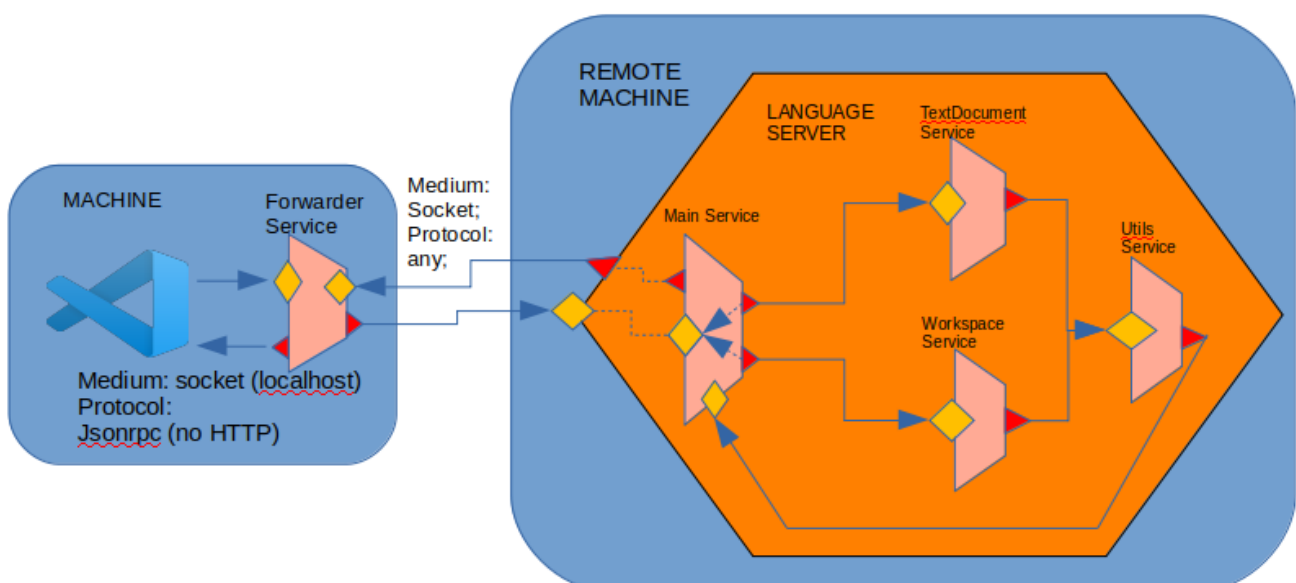 REMOTE
MACHINE
LANGUAGE
SERVER
TextDocument
Service
MACHINE
Forwarder
Service
Medium:
Socket;
Protocol:
any;
Main Service
Utils
Service
Workspace
Service
Medium: socket (localhost)
Protocol:
Jsonrpc (no HTTP)